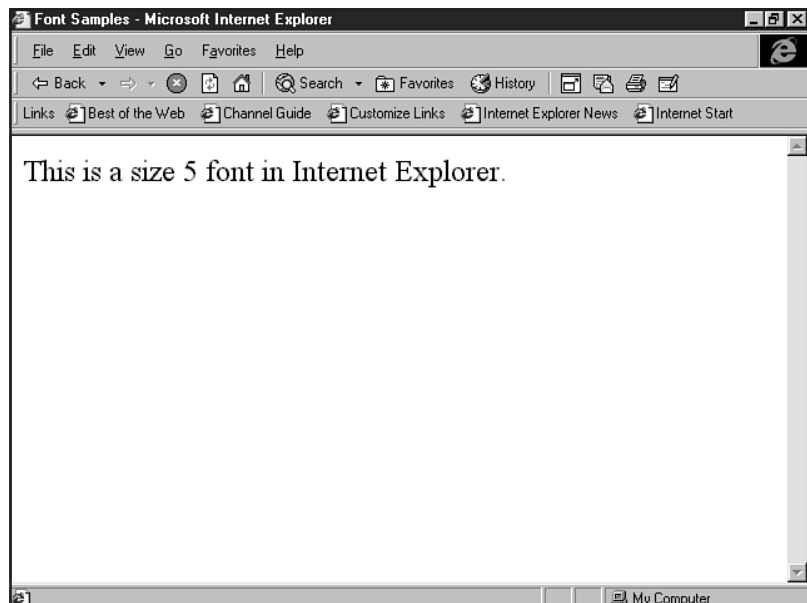 Font Samples - Microsoft Internet Explorer
File Edit View Go Favorites Help
Back Search Favorites History
Links Best of the Web Channel Guide Customize Links Internet Explorer News Internet Start
This is a size 5 font in Internet Explorer.
My Computer